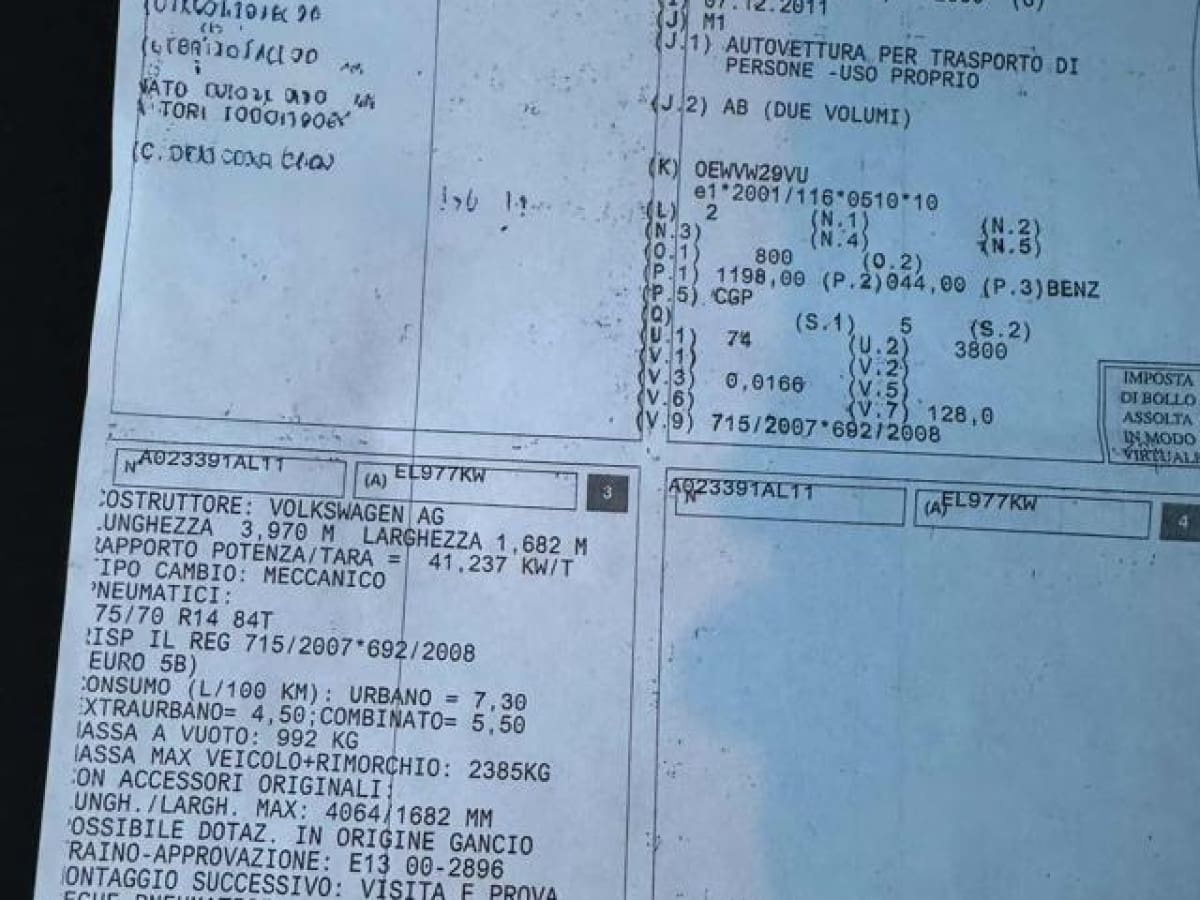 07.12.2011
(J) M1
(J.1) AUTOVETTURA PER TRASPORTO DI
PERSONE -USO PROPRIO
(J.2) AB (DUE VOLUMI)
(K) OEWVW29VU
e1*2001/116*0510*10
(L) 2 (N.1) (N.2)
(N.3) (N.4) (N.5)
(O.1) 800 (O.2)
(P.1) 1198,00 (P.2)044,00 (P.3)BENZ
(P.5) CGP
(Q) (S.1) 5 (S.2)
(U.1) 74 (U.2) 3800
(V.1) (V.2)
(V.3) 0,0166 (V.5)
(V.6) (V.7) 128,0
(V.9) 715/2007*692/2008
IMPOSTA
DI BOLLO
ASSOLTA
IN MODO
VIRTUALE
N A023391AL11 (A) EL977KW 3
COSTRUTTORE: VOLKSWAGEN AG
LUNGHEZZA 3,970 M LARGHEZZA 1,682 M
RAPPORTO POTENZA/TARA = 41,237 KW/T
TIPO CAMBIO: MECCANICO
PNEUMATICI:
75/70 R14 84T
RISP IL REG 715/2007*692/2008
EURO 5B)
CONSUMO (L/100 KM): URBANO = 7,30
EXTRAURBANO= 4,50;COMBINATO= 5,50
MASSA A VUOTO: 992 KG
MASSA MAX VEICOLO+RIMORCHIO: 2385KG
CON ACCESSORI ORIGINALI:
LUNGH./LARGH. MAX: 4064/1682 MM
POSSIBILE DOTAZ. IN ORIGINE GANCIO
TRAINO-APPROVAZIONE: E13 00-2896
MONTAGGIO SUCCESSIVO: VISITA E PROVA
N A023391AL11 (A) EL977KW 4